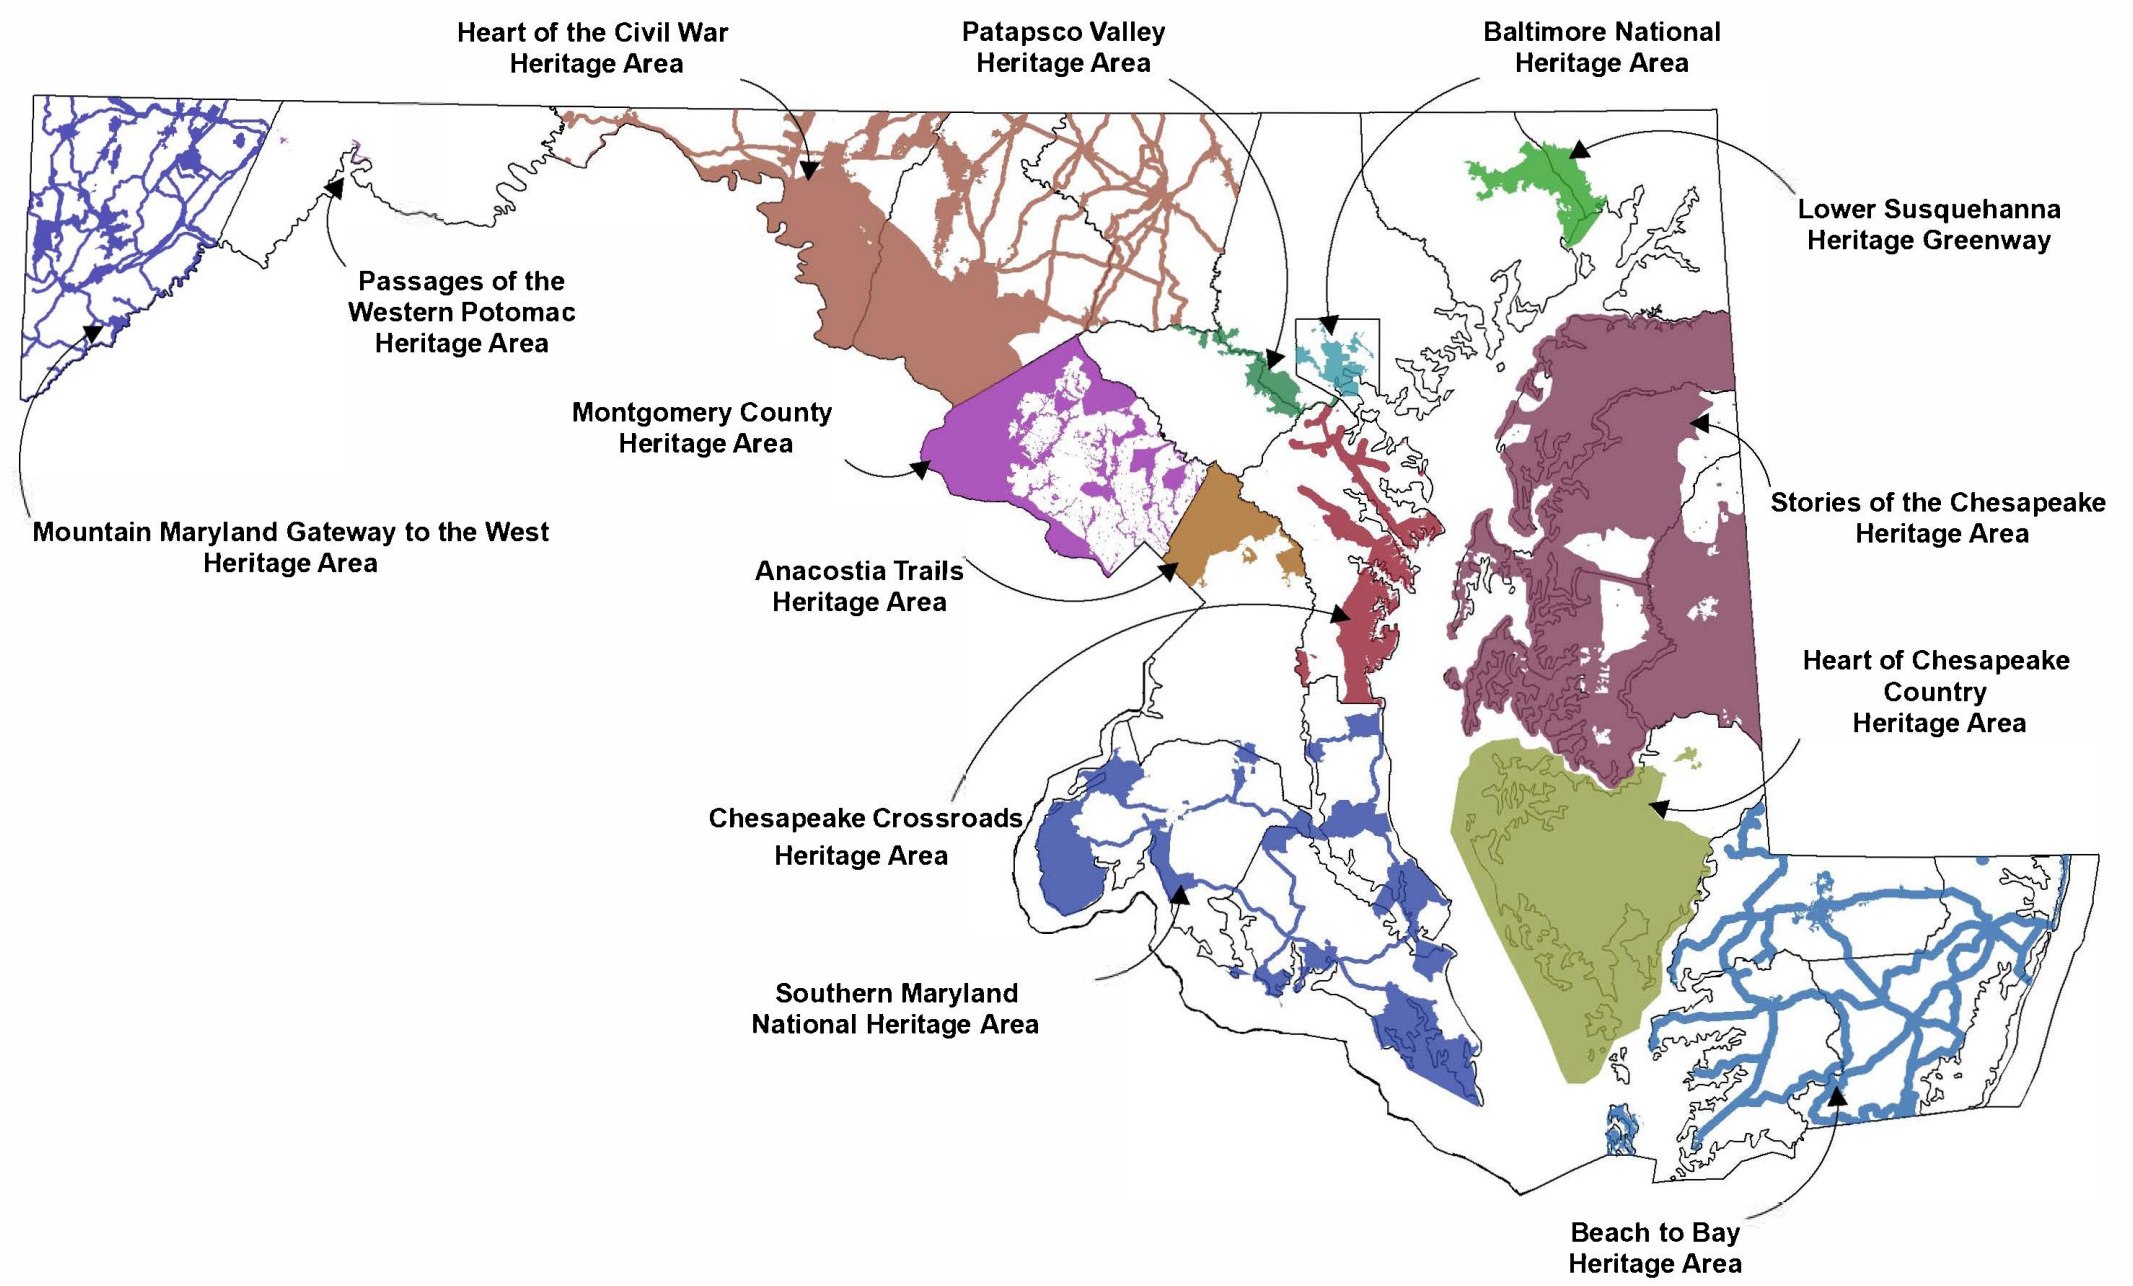 Heart of the Civil War
Heritage Area
Patapsco Valley
Heritage Area
Baltimore National
Heritage Area
Lower Susquehanna
Heritage Greenway
Passages of the
Western Potomac
Heritage Area
Montgomery County
Heritage Area
Mountain Maryland Gateway to the West
Heritage Area
Stories of the Chesapeake
Heritage Area
Anacostia Trails
Heritage Area
Heart of Chesapeake
Country
Heritage Area
Chesapeake Crossroads
Heritage Area
Southern Maryland
National Heritage Area
Beach to Bay
Heritage Area